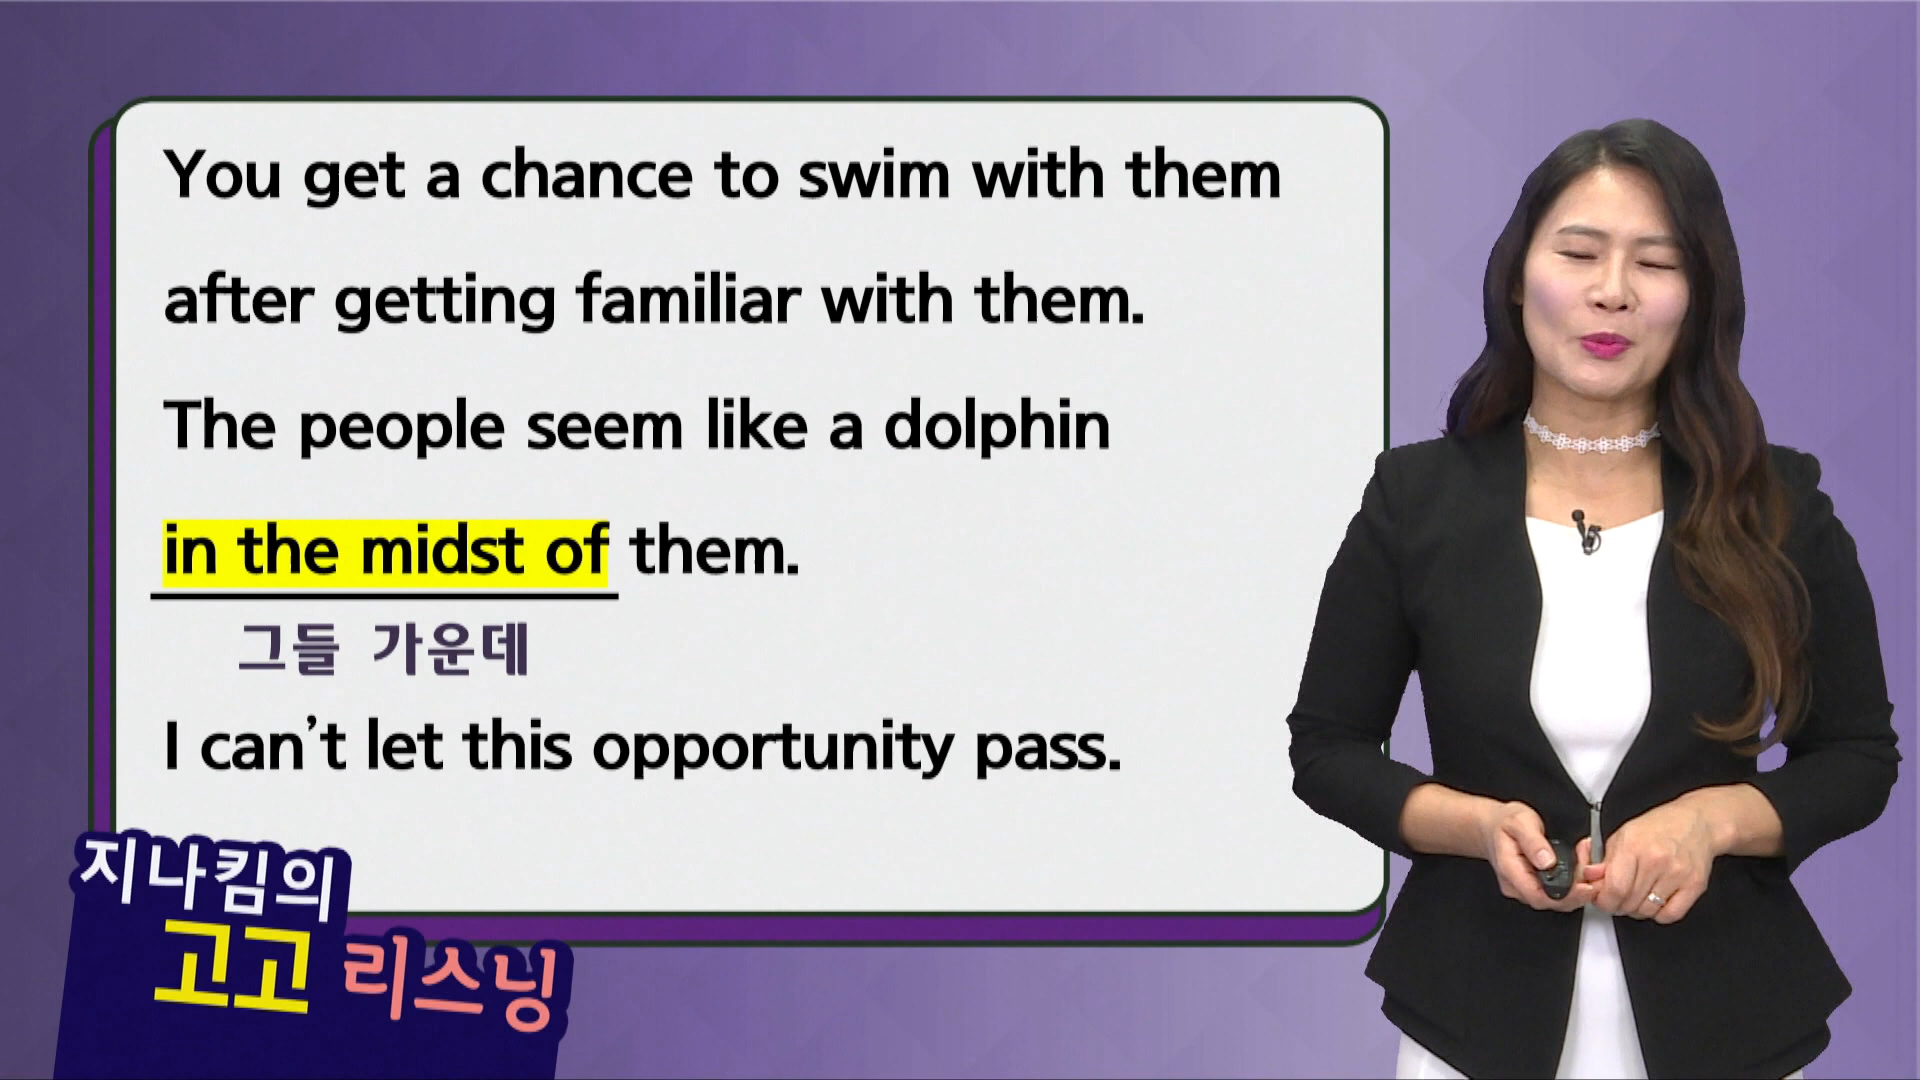 You get a chance to swim with them
after getting familiar with them.
The people seem like a dolphin
in the midst of them.
그들 가운데
I can't let this opportunity pass.
지나킴의
고고 리스닝